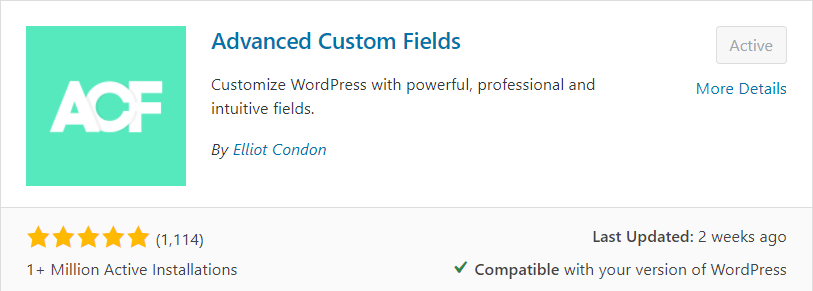 ACF
Advanced Custom Fields
Active
Customize WordPress with powerful, professional and
intuitive fields.
More Details
By Elliot Condon
(1,114)
Last Updated: 2 weeks ago
1+ Million Active Installations
Compatible with your version of WordPress